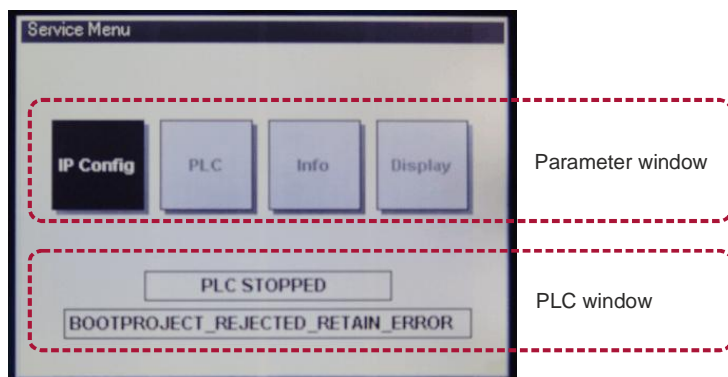 Service Menu
IP Config PLC Info Display
Parameter window
PLC STOPPED
PLC window
BOOTPROJECT_REJECTED_RETAIN_ERROR